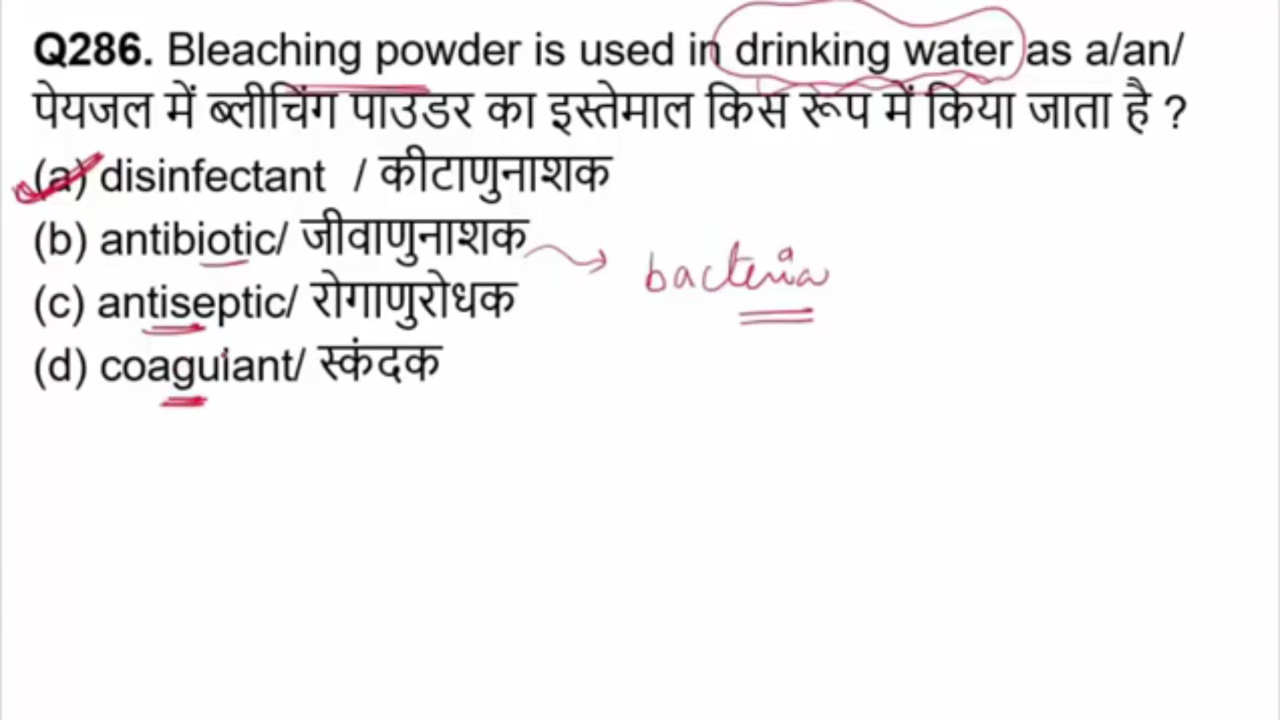 Q286. Bleaching powder is used in drinking water as a/an/
पेयजल में ब्लीचिंग पाउडर का इस्तेमाल किस रूप में किया जाता है ?
(a) disinfectant / कीटाणुनाशक
(b) antibiotic/ जीवाणुनाशक
bacteria
(c) antiseptic/ रोगाणुरोधक
(d) coagulant/ स्कंदक